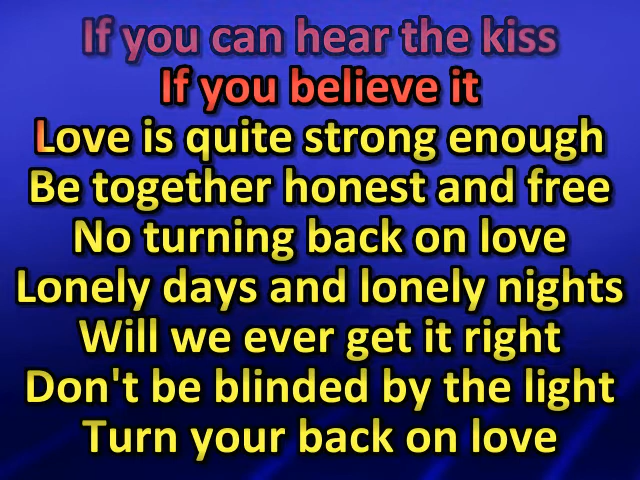 If you can hear the kiss
If you believe it
Love is quite strong enough
Be together honest and free
No turning back on love
Lonely days and lonely nights
Will we ever get it right
Don't be blinded by the light
Turn your back on love